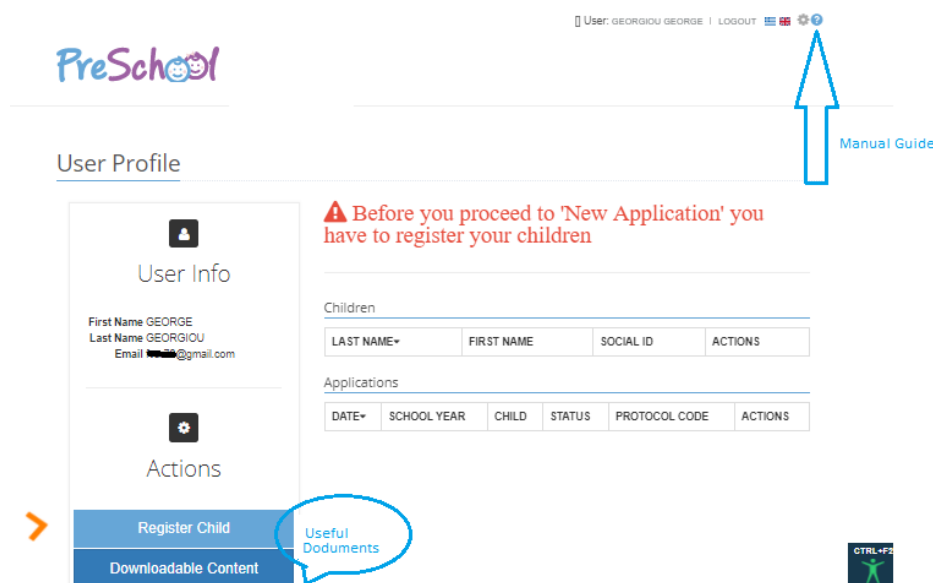 User: GEORGIOU GEORGE | LOGOUT
PreSchool
Manual Guide
User Profile
Before you proceed to 'New Application' you
have to register your children
User Info
First Name GEORGE
Last Name GEORGIOU
Email @gmail.com
Children
LAST NAME FIRST NAME SOCIAL ID ACTIONS
Applications
DATE SCHOOL YEAR CHILD STATUS PROTOCOL CODE ACTIONS
Actions
Register Child
Useful
Doduments
Downloadable Content
CTRL+F2